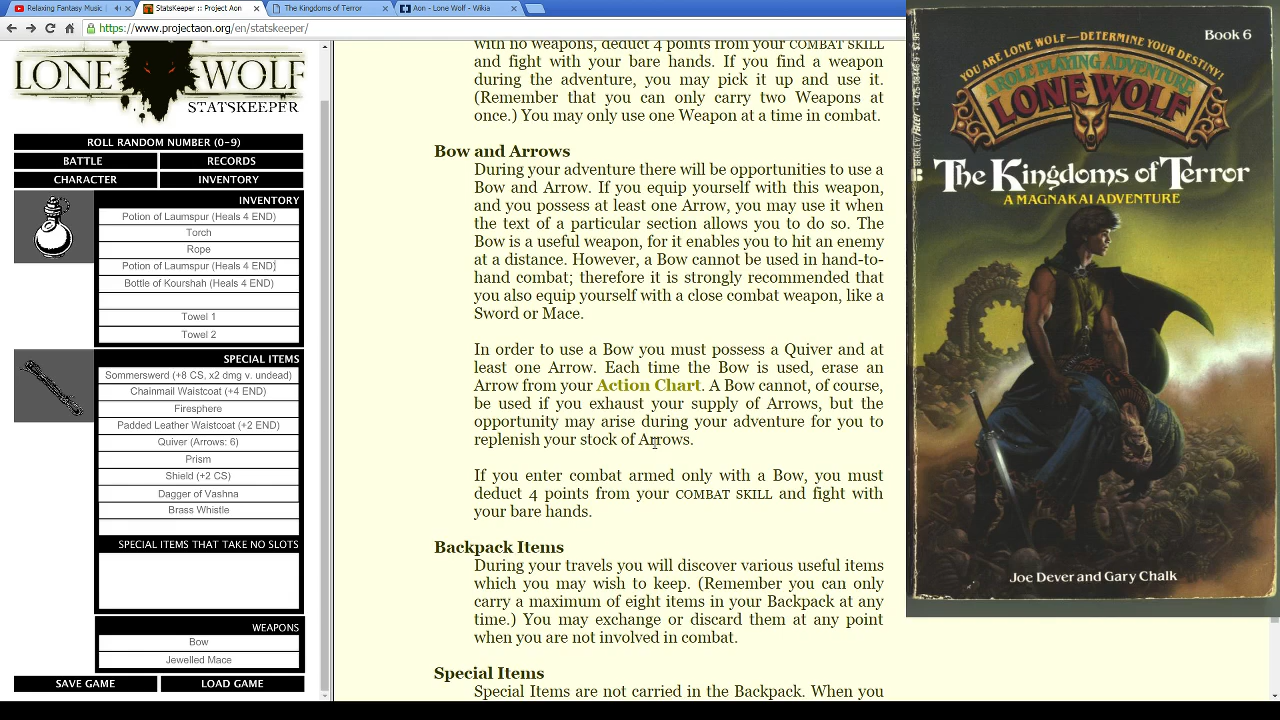 Relaxing Fantasy Music
StatsKeeper :: Project Aon
The Kingdoms of Terror
Aon - Lone Wolf - Wikia
https://www.projectaon.org/en/statskeeper/
LONE WOLF
STATSKEEPER
ROLL RANDOM NUMBER (0-9)
BATTLE
RECORDS
CHARACTER
INVENTORY
INVENTORY
Potion of Laumspur (Heals 4 END)
Torch
Rope
Potion of Laumspur (Heals 4 END)
Bottle of Kourshah (Heals 4 END)
Towel 1
Towel 2
SPECIAL ITEMS
Sommerswerd (+8 CS, x2 dmg v. undead)
Chainmail Waistcoat (+4 END)
Firesphere
Padded Leather Waistcoat (+2 END)
Quiver (Arrows: 6)
Prism
Shield (+2 CS)
Dagger of Vashna
Brass Whistle
SPECIAL ITEMS THAT TAKE NO SLOTS
WEAPONS
Bow
Jewelled Mace
SAVE GAME
LOAD GAME
with no weapons, deduct 4 points from your COMBAT SKILL
and fight with your bare hands. If you find a weapon
during the adventure, you may pick it up and use it.
(Remember that you can only carry two Weapons at
once.) You may only use one Weapon at a time in combat.
Bow and Arrows
During your adventure there will be opportunities to use a
Bow and Arrow. If you equip yourself with this weapon,
and you possess at least one Arrow, you may use it when
the text of a particular section allows you to do so. The
Bow is a useful weapon, for it enables you to hit an enemy
at a distance. However, a Bow cannot be used in hand-to-
hand combat; therefore it is strongly recommended that
you also equip yourself with a close combat weapon, like a
Sword or Mace.
In order to use a Bow you must possess a Quiver and at
least one Arrow. Each time the Bow is used, erase an
Arrow from your Action Chart. A Bow cannot, of course,
be used if you exhaust your supply of Arrows, but the
opportunity may arise during your adventure for you to
replenish your stock of Arrows.
If you enter combat armed only with a Bow, you must
deduct 4 points from your COMBAT SKILL and fight with
your bare hands.
Backpack Items
During your travels you will discover various useful items
which you may wish to keep. (Remember you can only
carry a maximum of eight items in your Backpack at any
time.) You may exchange or discard them at any point
when you are not involved in combat.
Special Items
Special Items are not carried in the Backpack. When you
Book 6
YOU ARE LONE WOLF—DETERMINE YOUR DESTINY!
A ROLE PLAYING ADVENTURE
LONE WOLF
The Kingdoms of Terror
A MAGNAKAI ADVENTURE
Joe Dever and Gary Chalk